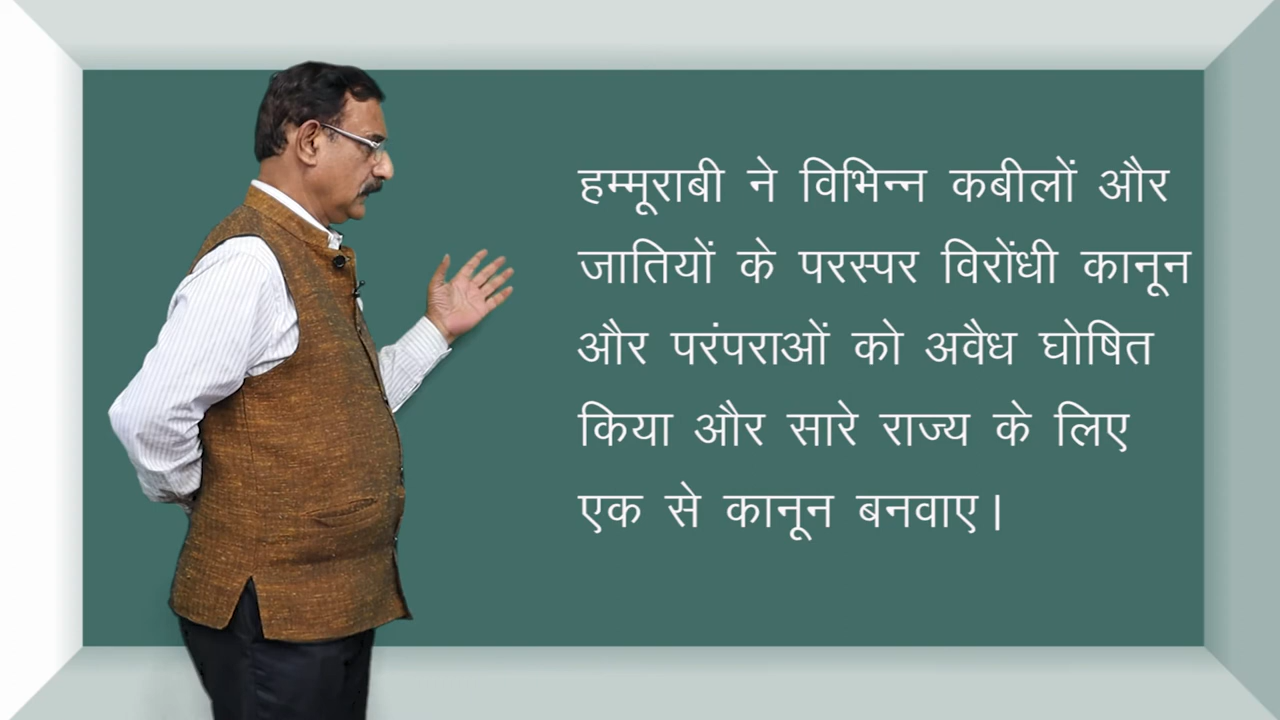 हम्मूराबी ने विभिन्न कबीलों और
जातियों के परस्पर विरोंधी कानून
और परंपराओं को अवैध घोषित
किया और सारे राज्य के लिए
एक से कानून बनवाए।